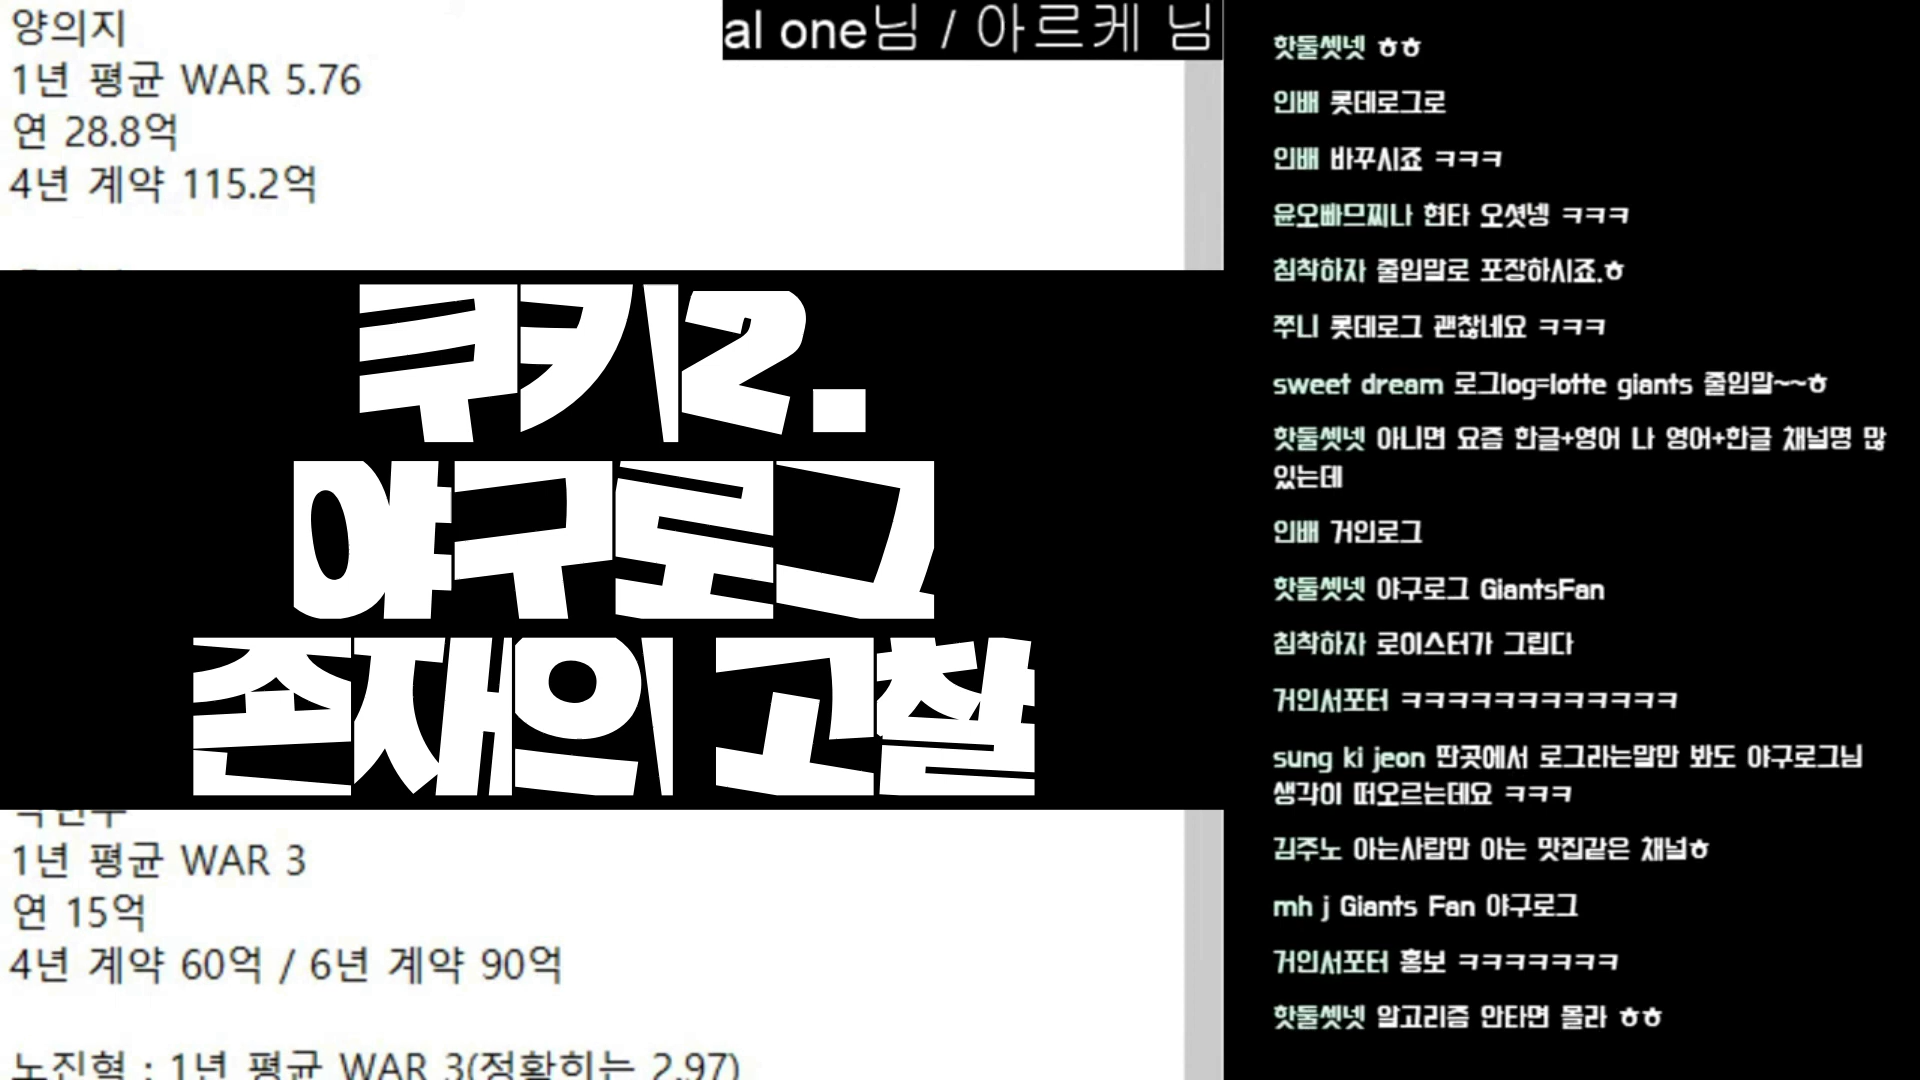 양의지
1년 평균 WAR 5.76
연 28.8억
4년 계약 115.2억
al one님 / 아르케 님
쿠키2.
야구로그
존재의 고찰
1년 평균 WAR 3
연 15억
4년 계약 60억 / 6년 계약 90억
노진혁 : 1년 평균 WAR 3(정확히는 2.97)
핫둘셋넷 ㅎㅎ
인배 롯데로그로
인배 바꾸시죠 ㅋㅋㅋ
윤오빠므찌나 현타 오셧넹 ㅋㅋㅋ
침착하자 줄임말로 포장하시죠.ㅎ
쭈니 롯데로그 괜찮네요 ㅋㅋㅋ
sweet dream 로그log=lotte giants 줄임말~~ㅎ
핫둘셋넷 아니면 요즘 한글+영어 나 영어+한글 채널명 많
있는데
인배 거인로그
핫둘셋넷 야구로그 GiantsFan
침착하자 로이스터가 그립다
거인서포터 ㅋㅋㅋㅋㅋㅋㅋㅋㅋㅋㅋㅋ
sung ki jeon 딴곳에서 로그라는말만 봐도 야구로그님
생각이 떠오르는데요 ㅋㅋㅋ
김주노 아는사람만 아는 맛집같은 채널ㅎ
mh j Giants Fan 야구로그
거인서포터 홍보 ㅋㅋㅋㅋㅋㅋㅋ
핫둘셋넷 알고리즘 안타면 몰라 ㅎㅎ